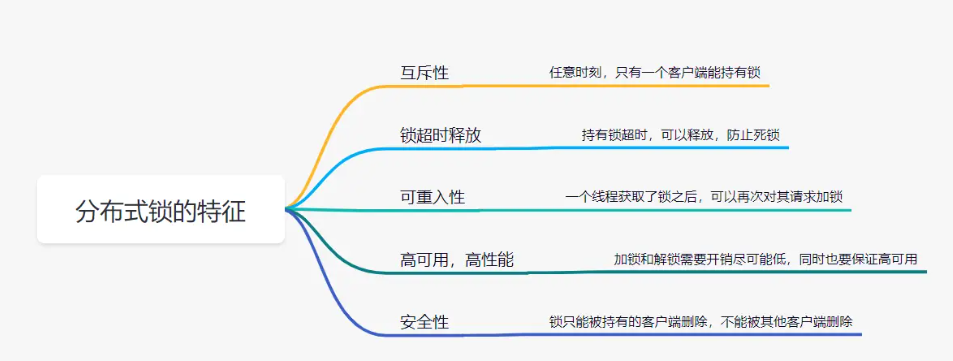 互斥性
任意时刻，只有一个客户端能持有锁
锁超时释放
持有锁超时，可以释放，防止死锁
分布式锁的特征
可重入性
一个线程获取了锁之后，可以再次对其请求加锁
高可用，高性能
加锁和解锁需要开销尽可能低，同时也要保证高可用
安全性
锁只能被持有的客户端删除，不能被其他客户端删除